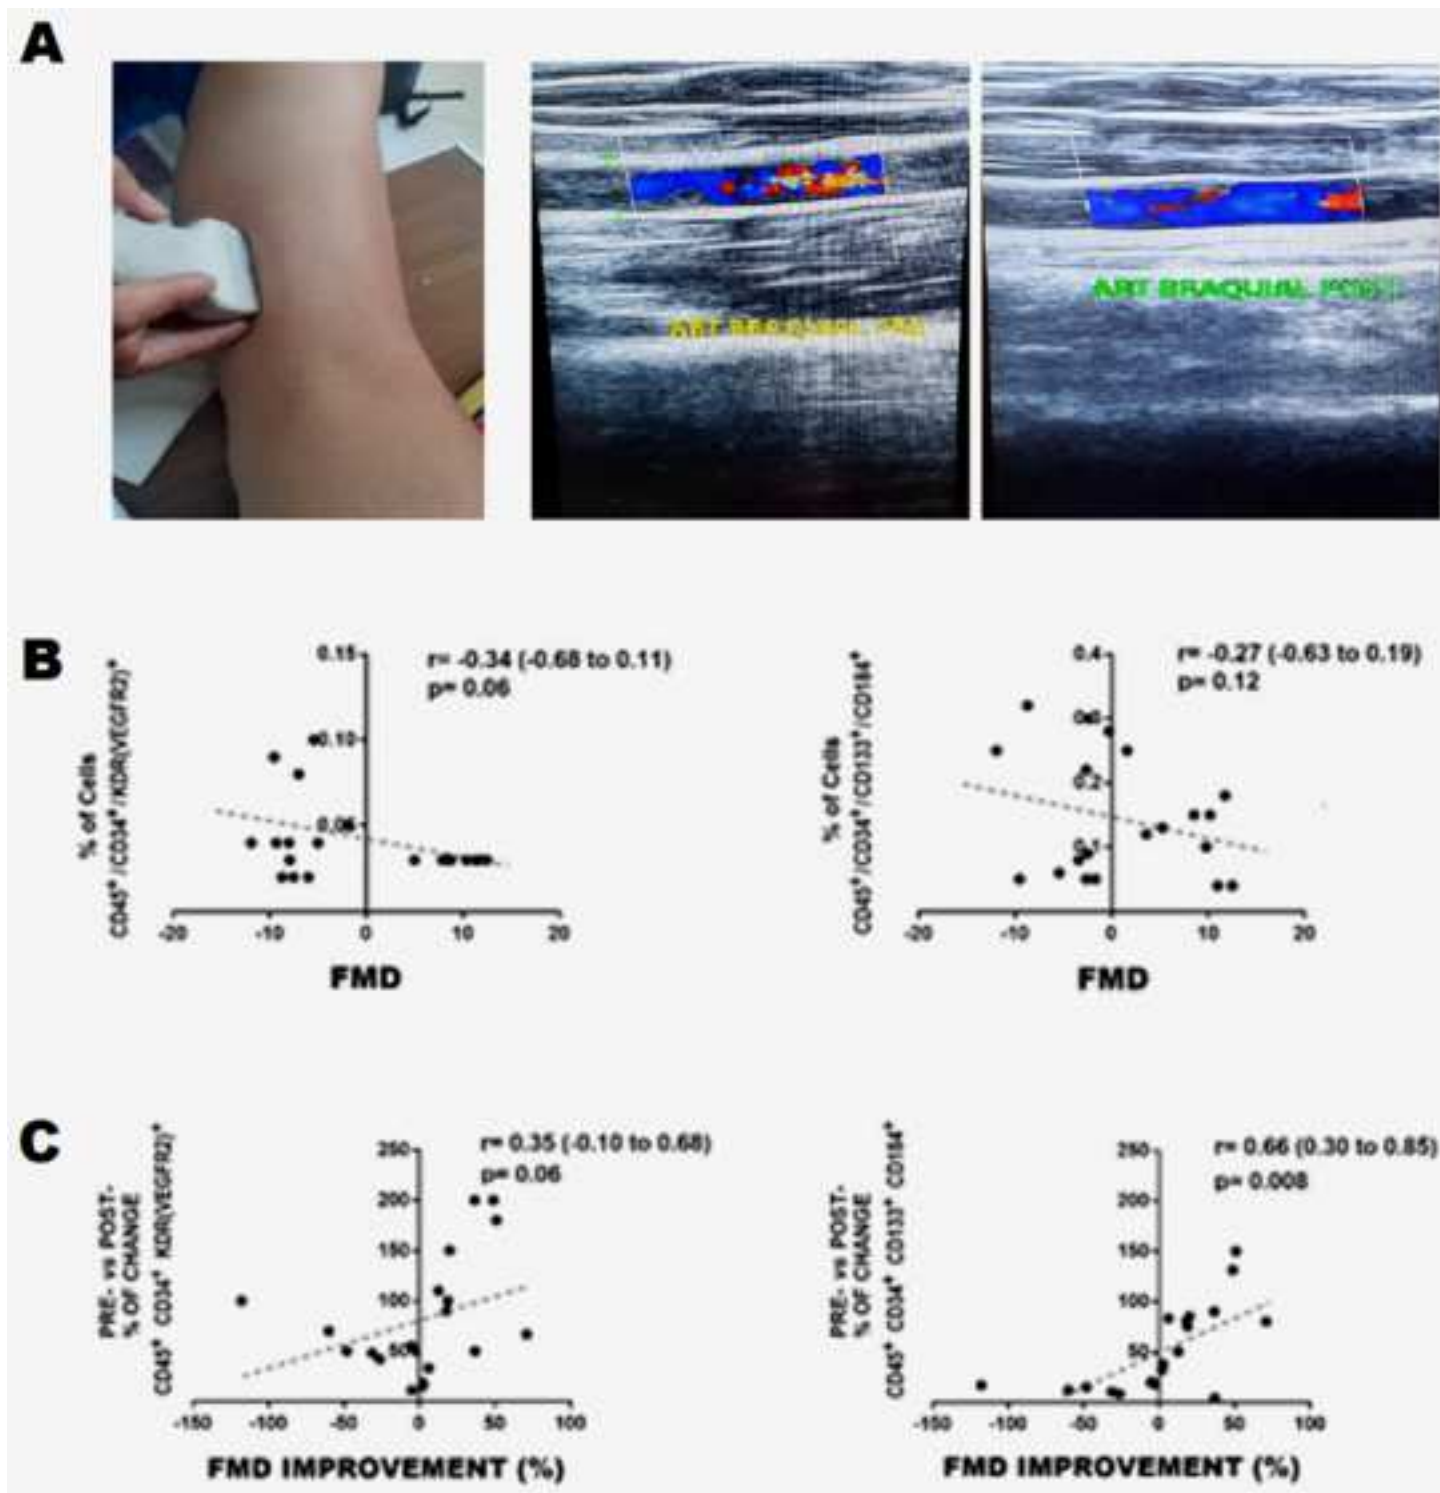 A
ART BRAQUIAL
ART BRAQUIAL
B
% of Cells
CD45⁺/CD34⁺/KDR(VEGFR2)⁺
0.15
0.10
0.05
r= -0.34 (-0.68 to 0.11)
p= 0.06
-20 -10 0 10 20
FMD
% of Cells
CD45⁺/CD34⁺/CD133⁺/CD184⁺
0.4
0.3
0.2
0.1
r= -0.27 (-0.63 to 0.19)
p= 0.12
-20 -10 0 10 20
FMD
C
PRE- vs POST-
% OF CHANGE
CD45⁺ CD34⁺ KDR(VEGFR2)⁺
250
200
150
100
50
r= 0.35 (-0.10 to 0.68)
p= 0.06
-150 -100 -50 0 50 100
FMD IMPROVEMENT (%)
PRE- vs POST-
% OF CHANGE
CD45⁺ CD34⁺ CD133⁺ CD184⁺
250
200
150
100
50
r= 0.66 (0.30 to 0.85)
p= 0.008
-150 -100 -50 0 50 100
FMD IMPROVEMENT (%)